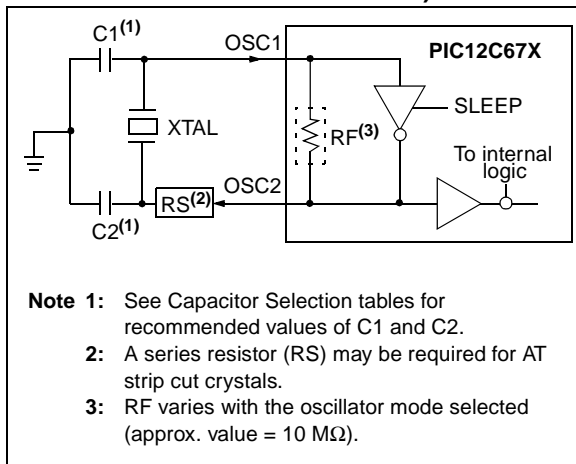 C1(1)
OSC1
PIC12C67X
SLEEP
XTAL
RF(3)
To internal
logic
OSC2
RS(2)
C2(1)
Note 1: See Capacitor Selection tables for
recommended values of C1 and C2.
2: A series resistor (RS) may be required for AT
strip cut crystals.
3: RF varies with the oscillator mode selected
(approx. value = 10 MΩ).